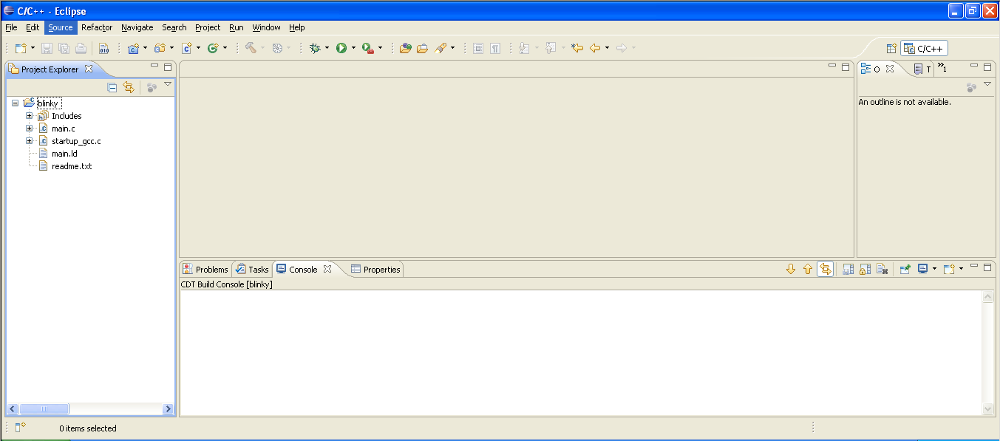 C/C++ - Eclipse
File Edit Source Refactor Navigate Search Project Run Window Help
010 C/C++
Project Explorer O T »1
An outline is not available.
blinky
Includes
main.c
startup_gcc.c
main.ld
readme.txt
Problems Tasks Console Properties
CDT Build Console [blinky]
0 items selected